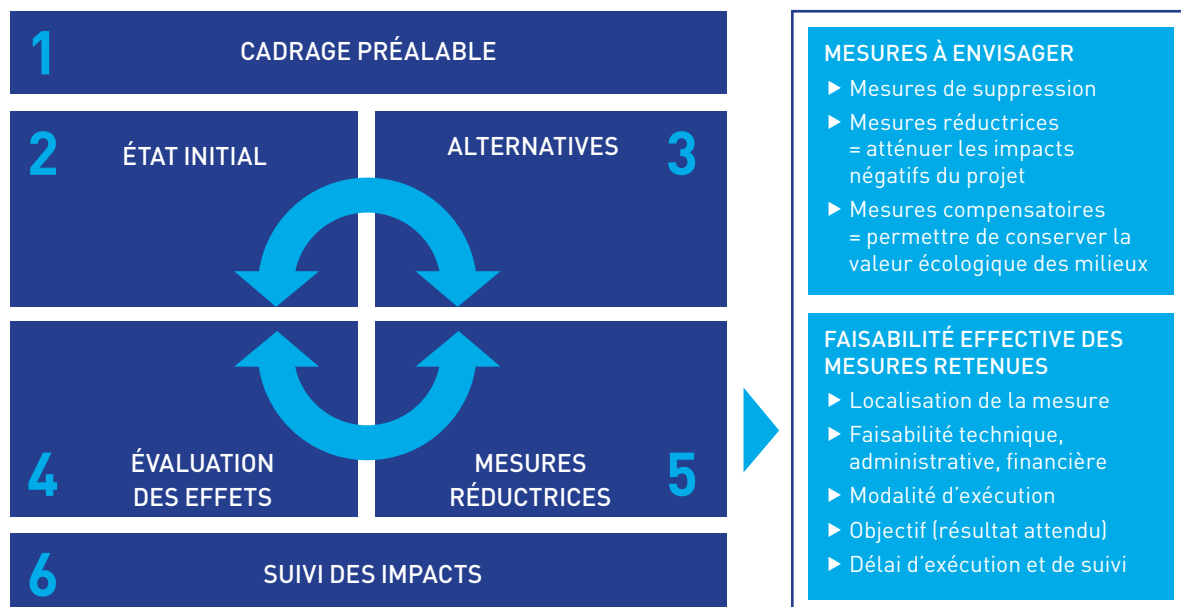 1
CADRAGE PRÉALABLE
2
ÉTAT INITIAL
ALTERNATIVES
3
4
ÉVALUATION
DES EFFETS
MESURES
RÉDUCTRICES
5
6
SUIVI DES IMPACTS
MESURES À ENVISAGER
▶ Mesures de suppression
▶ Mesures réductrices
= atténuer les impacts
négatifs du projet
▶ Mesures compensatoires
= permettre de conserver la
valeur écologique des milieux
FAISABILITÉ EFFECTIVE DES
MESURES RETENUES
▶ Localisation de la mesure
▶ Faisabilité technique,
administrative, financière
▶ Modalité d'exécution
▶ Objectif (résultat attendu)
▶ Délai d'exécution et de suivi